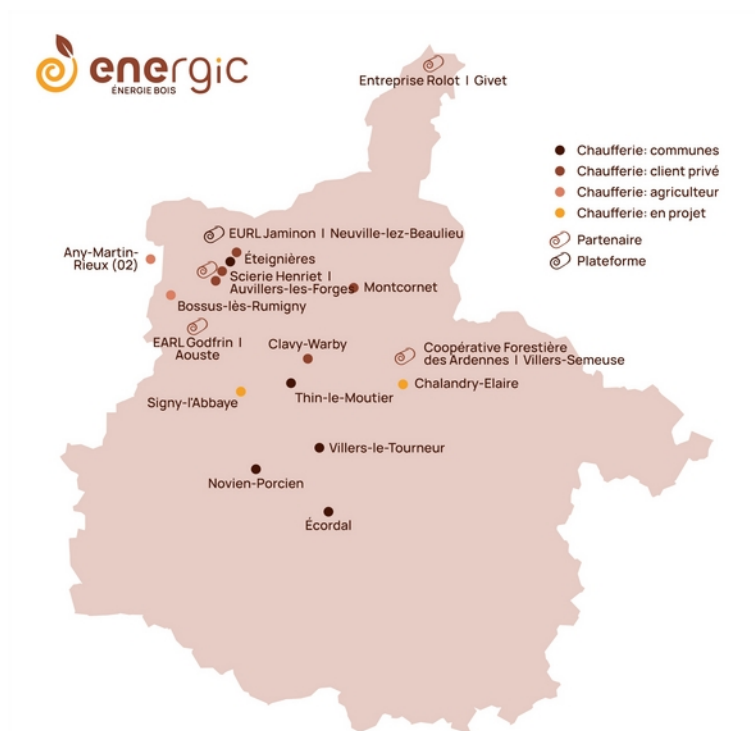 energic
ÉNERGIE BOIS
Entreprise Rolot | Givet
Chaufferie: communes
Chaufferie: client privé
Chaufferie: agriculteur
Chaufferie: en projet
Partenaire
Plateforme
EURL Jaminon | Neuville-lez-Beaulieu
Any-Martin-
Rieux (02)
Éteignières
Scierie Henriet |
Auvillers-les-Forges
Montcornet
Bossus-lès-Rumigny
EARL Godfrin |
Aouste
Clavy-Warby
Coopérative Forestière
des Ardennes | Villers-Semeuse
Chalandry-Elaire
Signy-l'Abbaye
Thin-le-Moutier
Villers-le-Tourneur
Novien-Porcien
Écordal